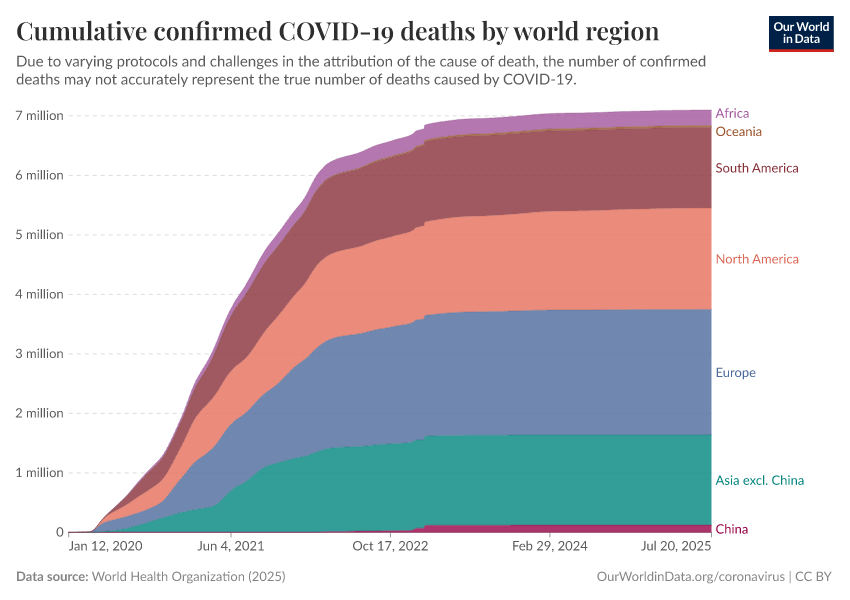 Cumulative confirmed COVID-19 deaths by world region
Our World
in Data
Due to varying protocols and challenges in the attribution of the cause of death, the number of confirmed
deaths may not accurately represent the true number of deaths caused by COVID-19.
7 million
6 million
5 million
4 million
3 million
2 million
1 million
0
Africa
Oceania
South America
North America
Europe
Asia excl. China
China
Jan 12, 2020
Jun 4, 2021
Oct 17, 2022
Feb 29, 2024
Jul 20, 2025
Data source: World Health Organization (2025)
OurWorldinData.org/coronavirus | CC BY